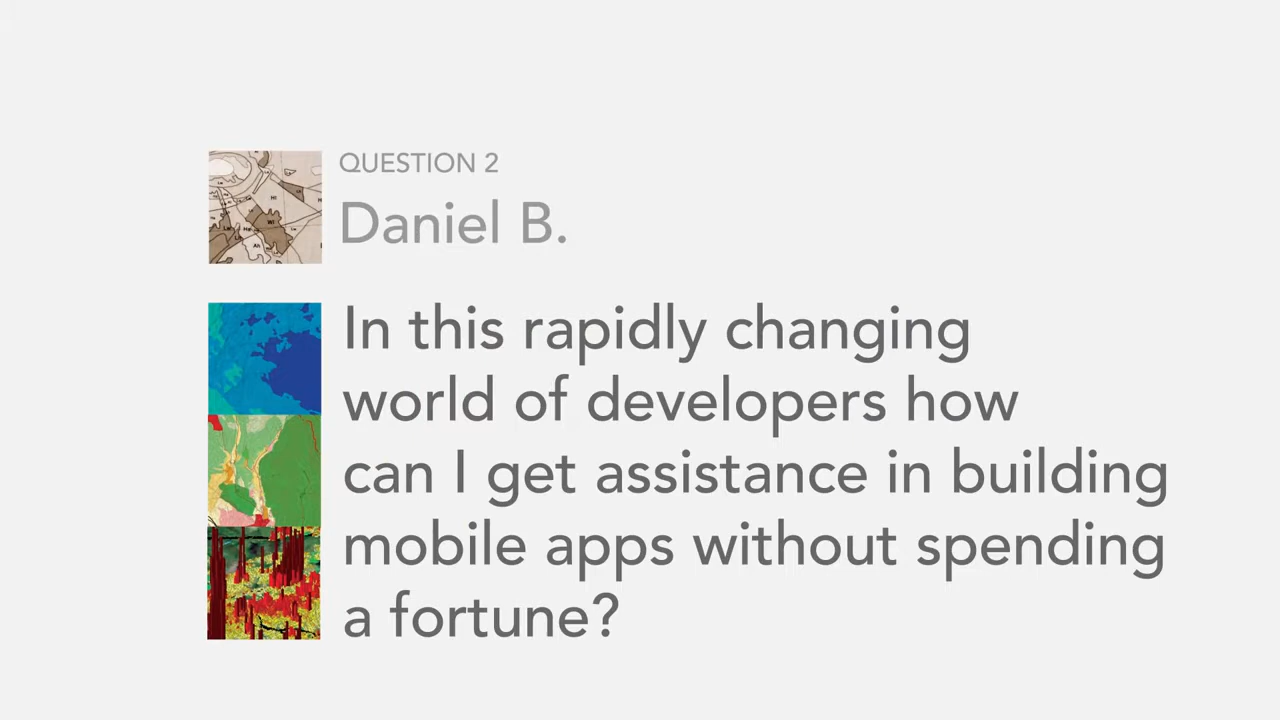 QUESTION 2
Daniel B.
In this rapidly changing
world of developers how
can I get assistance in building
mobile apps without spending
a fortune?